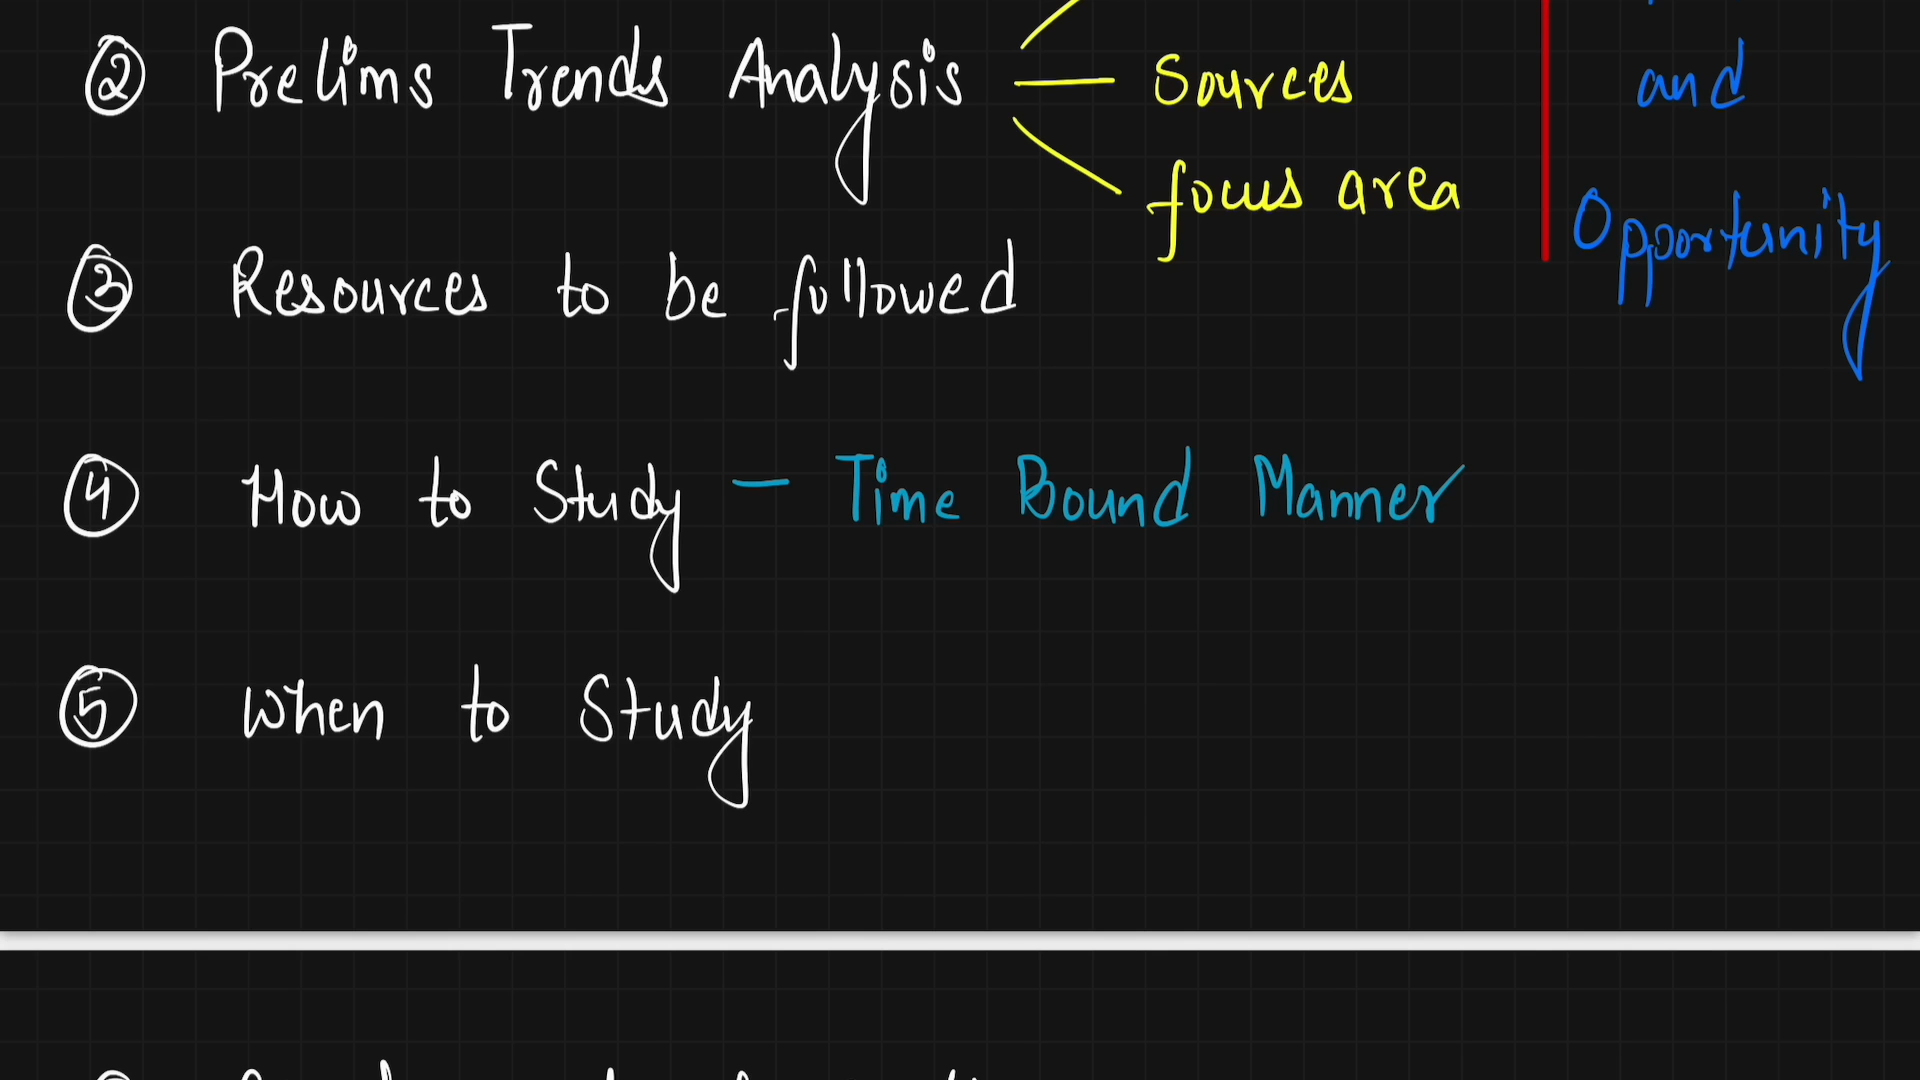 ② Prelims Trends Analysis — Sources
focus area
and
Opportunity
③ Resources to be followed
④ How to Study – Time Bound Manner
⑤ When to Study